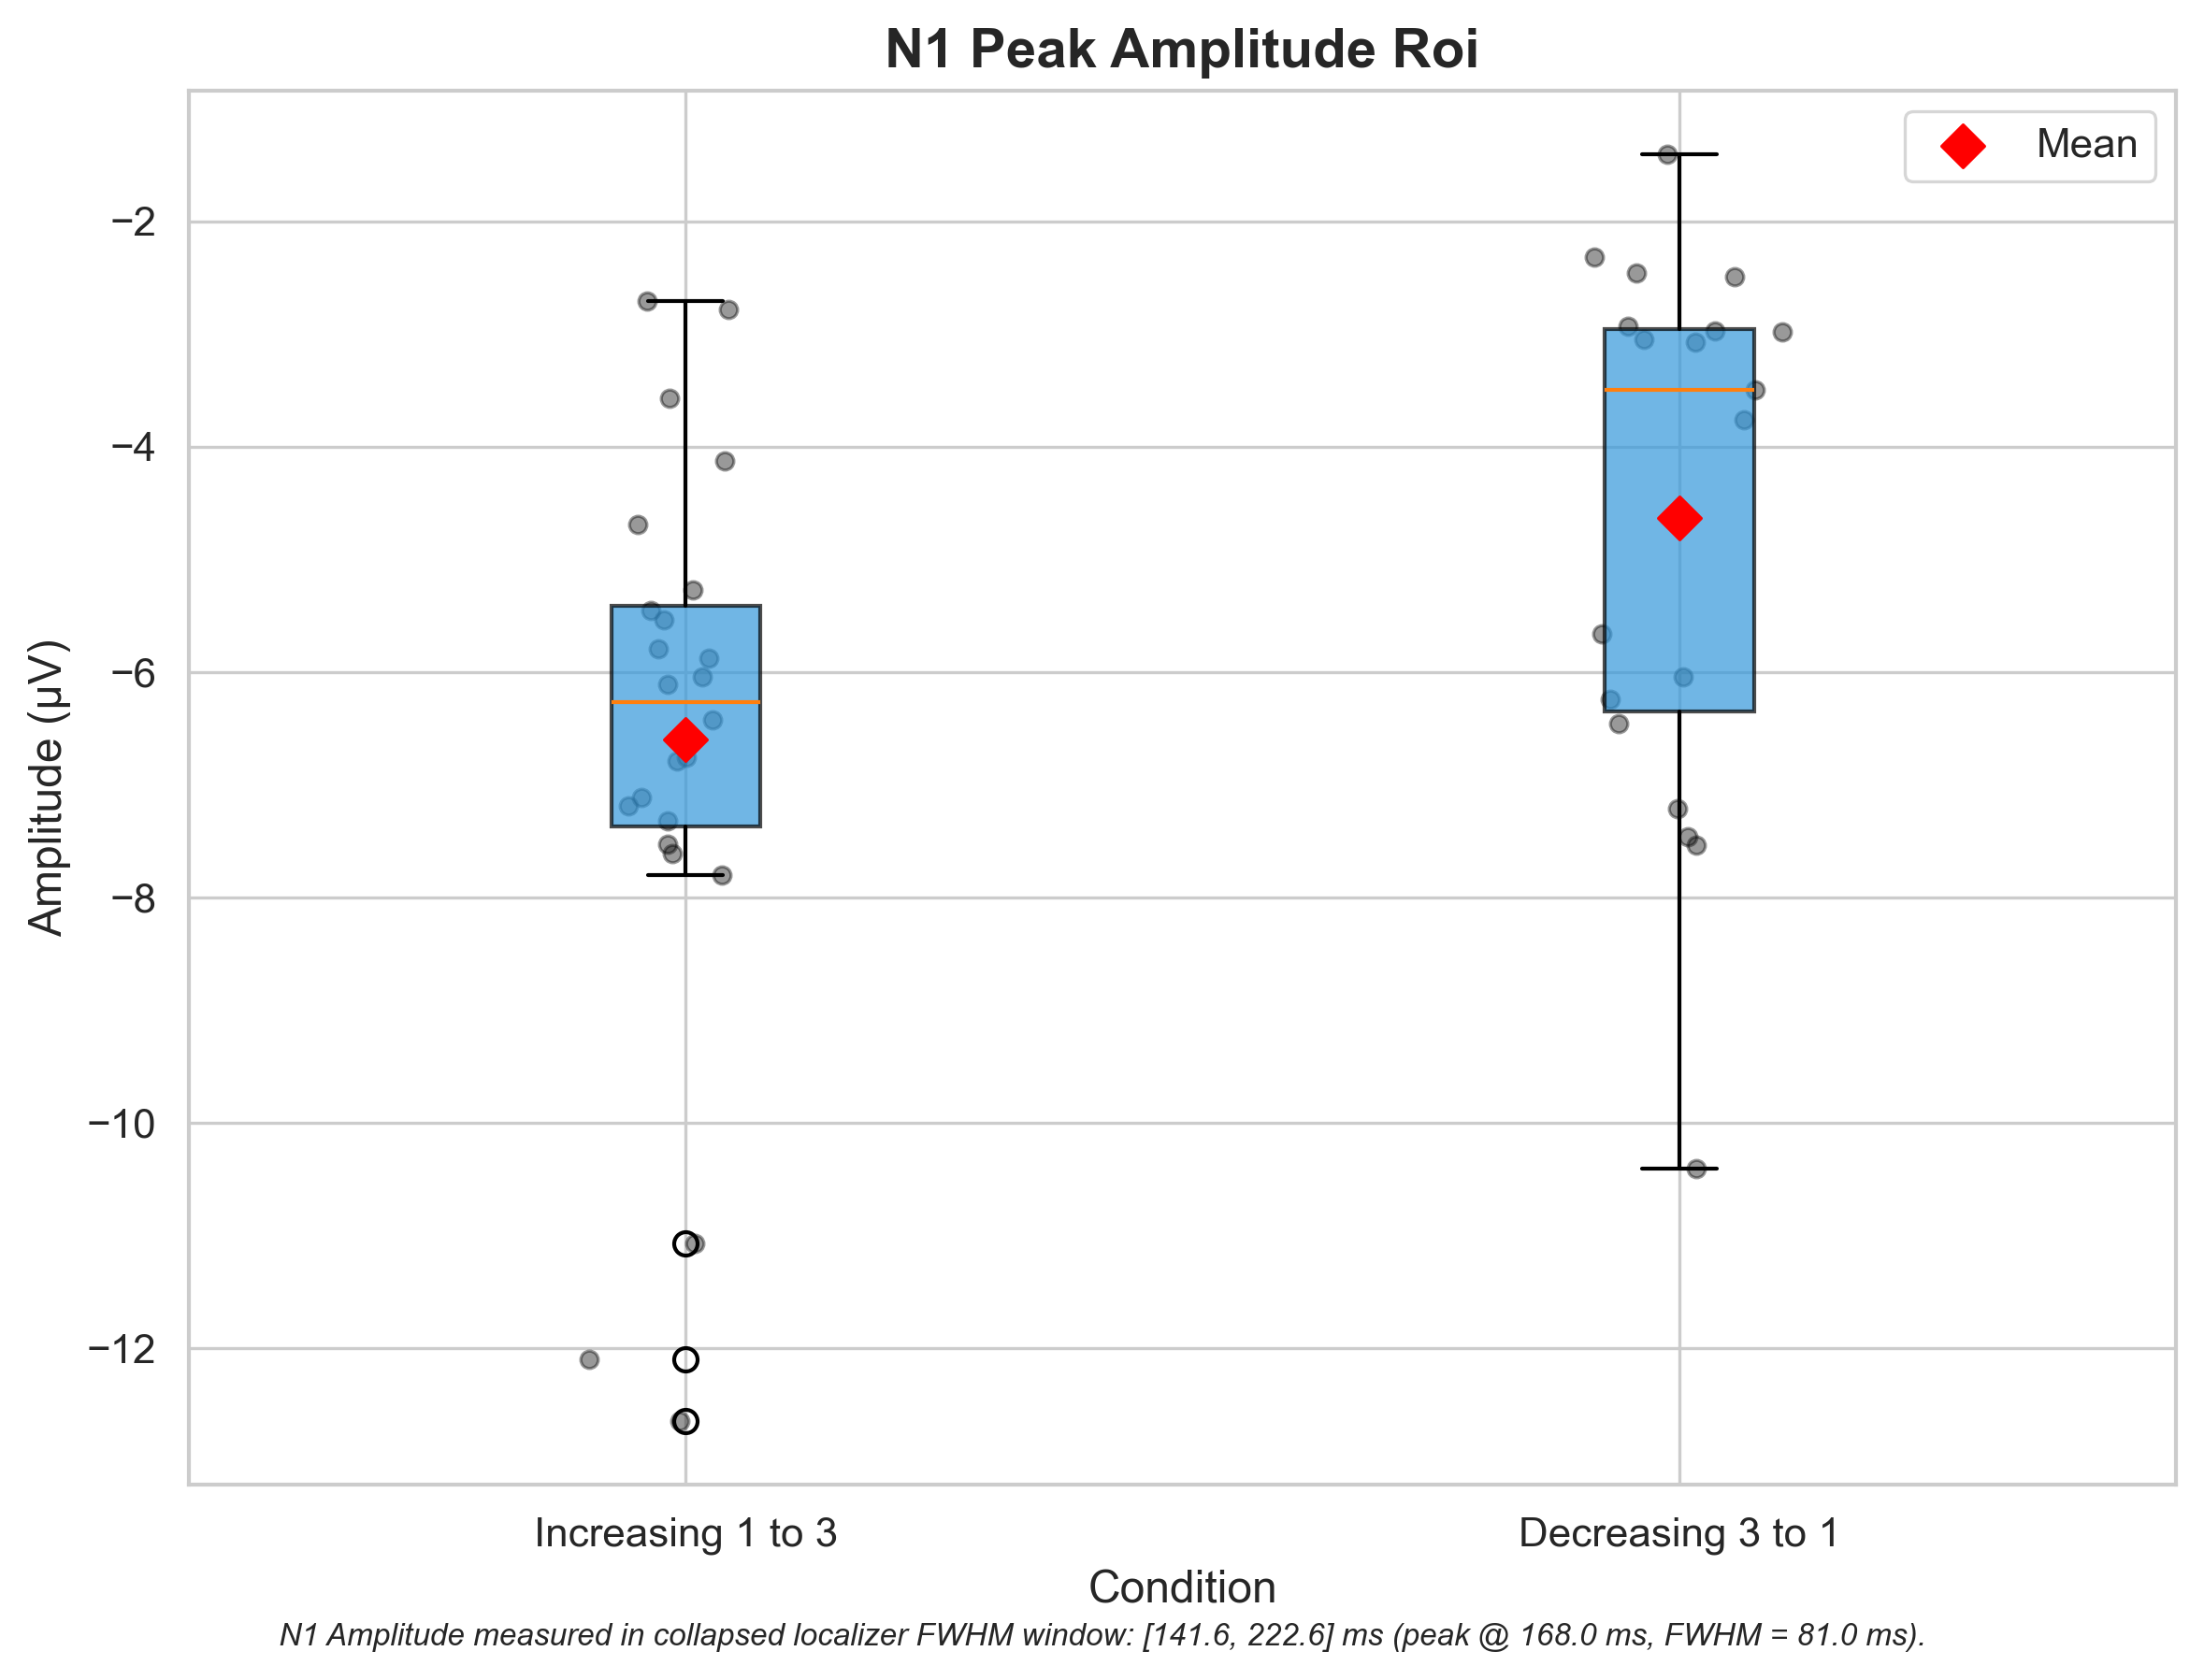 N1 Peak Amplitude Roi
Mean
−2
−4
−6
−8
−10
−12
Amplitude (µV)
Increasing 1 to 3
Decreasing 3 to 1
Condition
N1 Amplitude measured in collapsed localizer FWHM window: [141.6, 222.6] ms (peak @ 168.0 ms, FWHM = 81.0 ms).